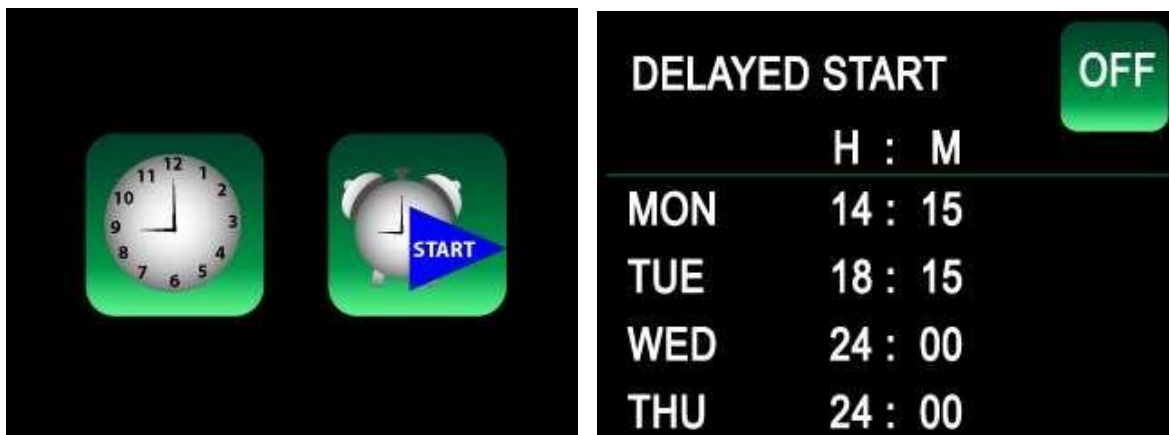 12
11 1
10 2
9 3
8 4
7 5
6
START
DELAYED START OFF
H : M
MON 14 : 15
TUE 18 : 15
WED 24 : 00
THU 24 : 00